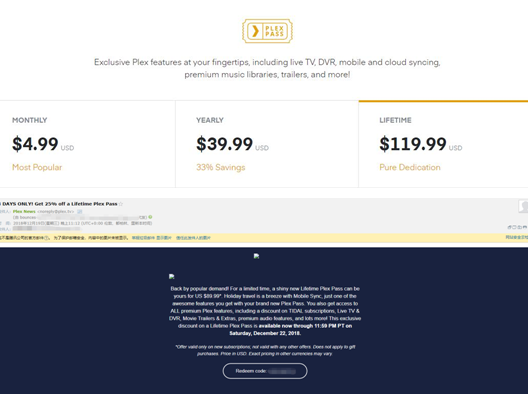 PLEX
PASS
Exclusive Plex features at your fingertips, including live TV, DVR, mobile and cloud syncing,
premium music libraries, trailers, and more!
MONTHLY
$4.99 USD
Most Popular
YEARLY
$39.99 USD
33% Savings
LIFETIME
$119.99 USD
Pure Dedication
DAYS ONLY! Get 25% off a Lifetime Plex Pass
Plex News
显示图片
Back by popular demand! For a limited time, a shiny new Lifetime Plex Pass can be
yours for US $89.99*. Holiday travel is a breeze with Mobile Sync, just one of the
awesome features you get with your brand new Plex Pass. You also get access to
ALL premium Plex features, including a discount on TIDAL subscriptions, Live TV &
DVR, Movie Trailers & Extras, premium audio features, and lots more! This exclusive
discount on a Lifetime Plex Pass is available now through 11:59 PM PT on
Saturday, December 22, 2018.
*Offer valid only on new subscriptions; not valid with any other offers. Does not apply to gift
purchases. Price in USD. Exact pricing in other currencies may vary
Redeem code: